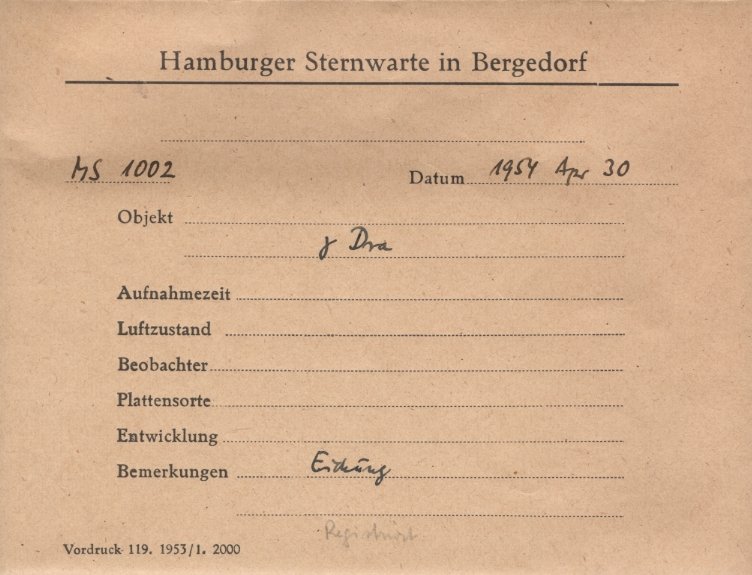 Hamburger Sternwarte in Bergedorf
MS 1002
Datum 1954 Apr 30
Objekt
γ Dra
Aufnahmezeit
Luftzustand
Beobachter
Plattensorte
Entwicklung
Bemerkungen Eichung
Registriert
Vordruck 119. 1953/1. 2000